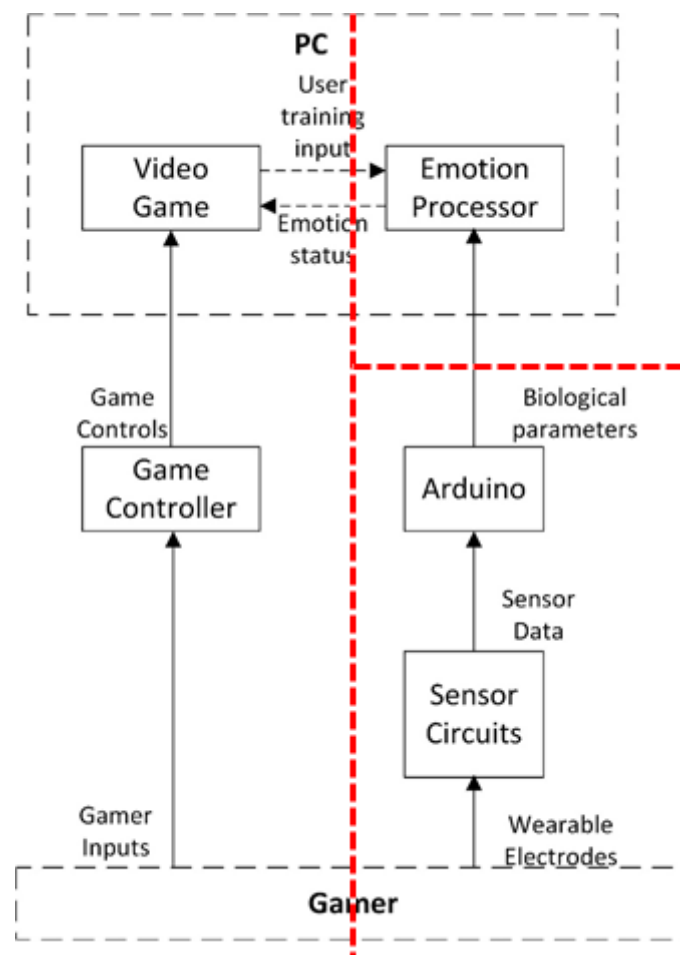 PC
User
training
input
Video
Game
Emotion
Processor
Emotion
status
Game
Controls
Biological
parameters
Game
Controller
Arduino
Sensor
Data
Sensor
Circuits
Gamer
Inputs
Wearable
Electrodes
Gamer